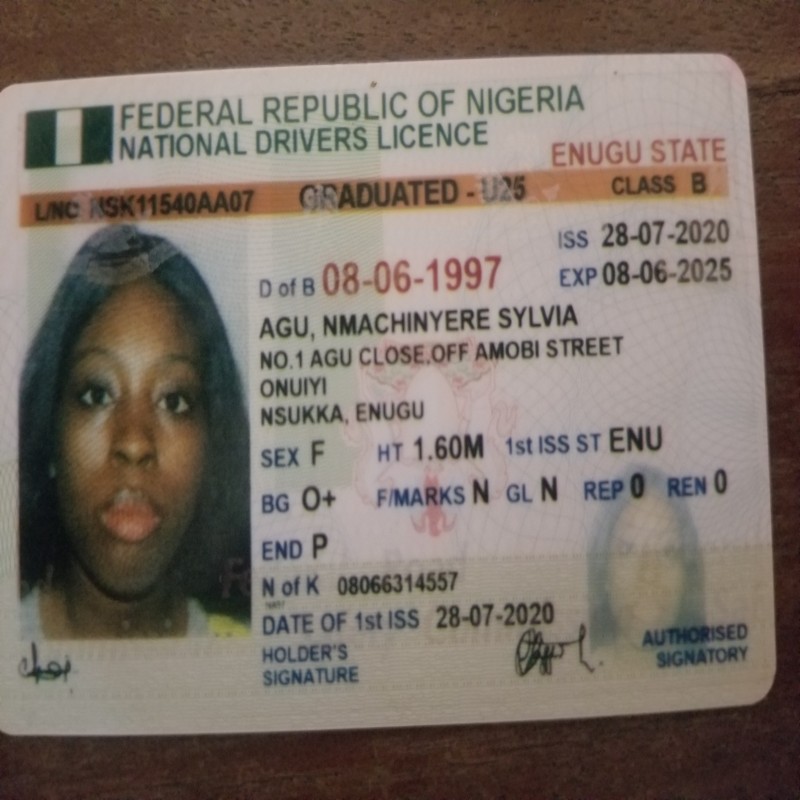 FEDERAL REPUBLIC OF NIGERIA
NATIONAL DRIVERS LICENCE
ENUGU STATE
L/NO NSK11540AA07 GRADUATED - U25 CLASS B
ISS 28-07-2020
D of B 08-06-1997 EXP 08-06-2025
AGU, NMACHINYERE SYLVIA
NO.1 AGU CLOSE.OFF AMOBI STREET
ONUIYI
NSUKKA, ENUGU
SEX F HT 1.60M 1st ISS ST ENU
BG O+ F/MARKS N GL N REP 0 REN 0
END P
N of K 08066314557
DATE OF 1st ISS 28-07-2020
HOLDER'S
SIGNATURE
AUTHORISED
SIGNATORY